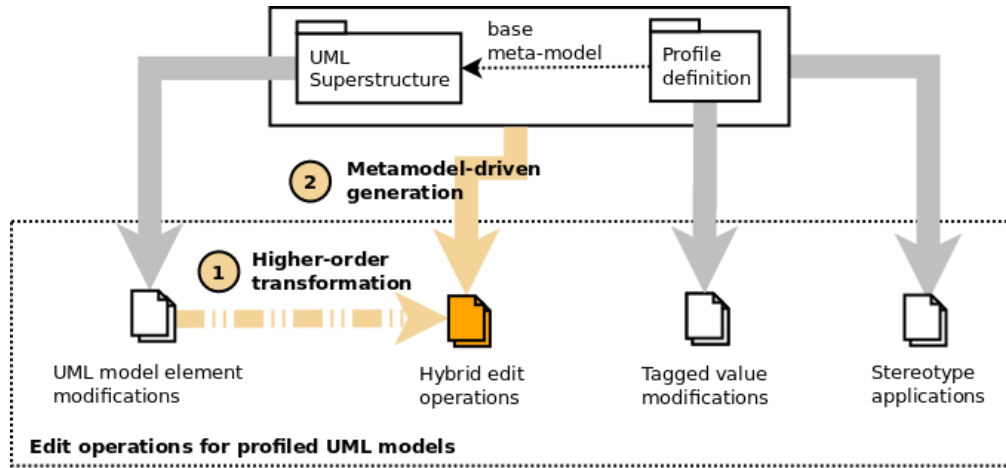 UML
Superstructure
base
meta-model
Profile
definition
2
Metamodel-driven
generation
1
Higher-order
transformation
UML model element
modifications
Hybrid edit
operations
Tagged value
modifications
Stereotype
applications
Edit operations for profiled UML models